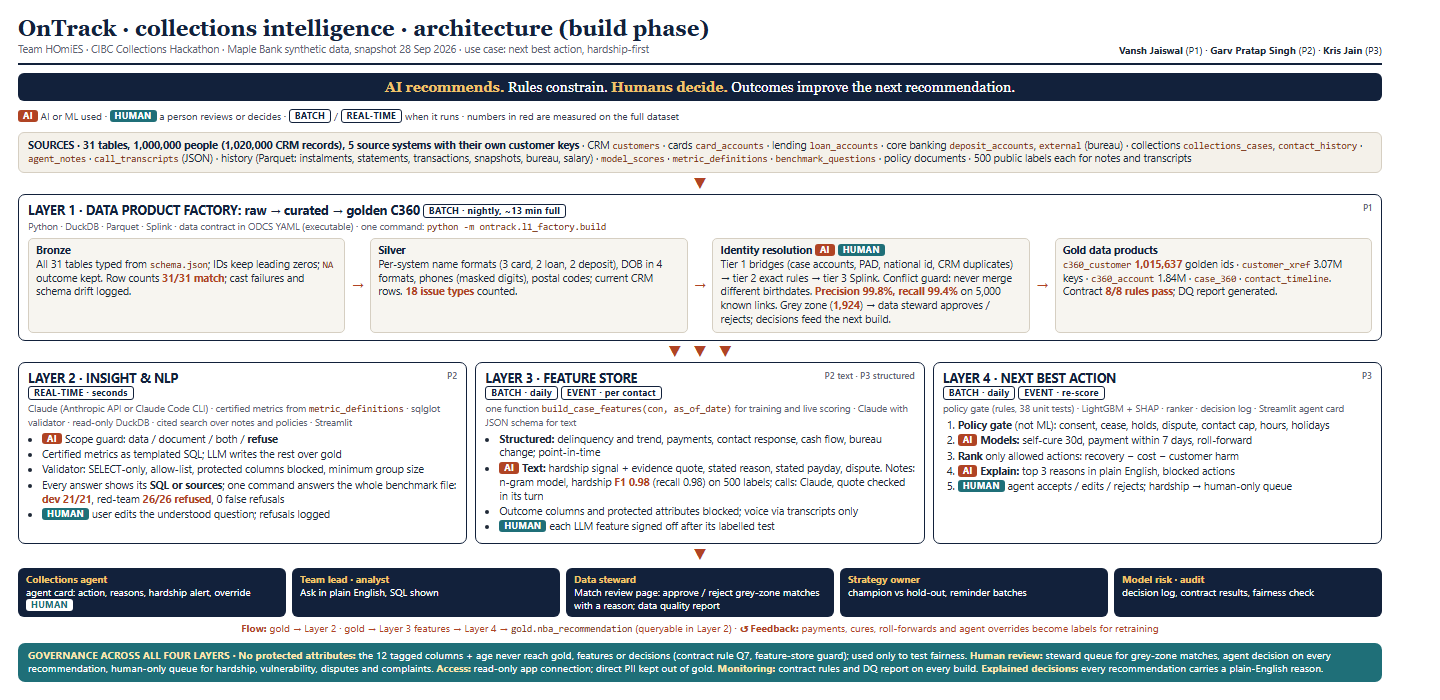 OnTrack · collections intelligence · architecture (build phase)
Team HOmiES · CIBC Collections Hackathon · Maple Bank synthetic data, snapshot 28 Sep 2026 · use case: next best action, hardship-first
Vansh Jaiswal (P1) · Garv Pratap Singh (P2) · Kris Jain (P3)
AI recommends. Rules constrain. Humans decide. Outcomes improve the next recommendation.
AI AI or ML used · HUMAN a person reviews or decides · BATCH / REAL-TIME when it runs · numbers in red are measured on the full dataset
SOURCES · 31 tables, 1,000,000 people (1,020,000 CRM records), 5 source systems with their own customer keys · CRM customers · cards card_accounts · lending loan_accounts · core banking deposit_accounts, external (bureau) · collections collections_cases, contact_history ·
agent_notes · call_transcripts (JSON) · history (Parquet: instalments, statements, transactions, snapshots, bureau, salary) · model_scores · metric_definitions · benchmark_questions · policy documents · 500 public labels each for notes and transcripts
LAYER 1 · DATA PRODUCT FACTORY: raw → curated → golden C360 BATCH · nightly, ~13 min full
P1
Python · DuckDB · Parquet · Splink · data contract in ODCS YAML (executable) · one command: python -m ontrack.l1_factory.build
Bronze
All 31 tables typed from schema.json; IDs keep leading zeros; NA
outcome kept. Row counts 31/31 match; cast failures and
schema drift logged.
→
Silver
Per-system name formats (3 card, 2 loan, 2 deposit), DOB in 4
formats, phones (masked digits), postal codes; current CRM
rows. 18 issue types counted.
→
Identity resolution AI HUMAN
Tier 1 bridges (case accounts, PAD, national id, CRM duplicates)
→ tier 2 exact rules → tier 3 Splink. Conflict guard: never merge
different birthdates. Precision 99.8%, recall 99.4% on 5,000
known links. Grey zone (1,924) → data steward approves /
rejects; decisions feed the next build.
→
Gold data products
c360_customer 1,015,637 golden ids · customer_xref 3.07M
keys · c360_account 1.84M · case_360 · contact_timeline.
Contract 8/8 rules pass; DQ report generated.
LAYER 2 · INSIGHT & NLP
P2
REAL-TIME · seconds
Claude (Anthropic API or Claude Code CLI) · certified metrics from metric_definitions · sqlglot
validator · read-only DuckDB · cited search over notes and policies · Streamlit
• AI Scope guard: data / document / both / refuse
• Certified metrics as templated SQL; LLM writes the rest over gold
• Validator: SELECT-only, allow-list, protected columns blocked, minimum group size
• Every answer shows its SQL or sources; one command answers the whole benchmark file:
dev 21/21, red-team 26/26 refused, 0 false refusals
• HUMAN user edits the understood question; refusals logged
LAYER 3 · FEATURE STORE
P2 text · P3 structured
BATCH · daily EVENT · per contact
one function build_case_features(con, as_of_date) for training and live scoring · Claude with
JSON schema for text
• Structured: delinquency and trend, payments, contact response, cash flow, bureau
change; point-in-time
• AI Text: hardship signal + evidence quote, stated reason, stated payday, dispute. Notes:
n-gram model, hardship F1 0.98 (recall 0.98) on 500 labels; calls: Claude, quote checked
in its turn
• Outcome columns and protected attributes blocked; voice via transcripts only
• HUMAN each LLM feature signed off after its labelled test
LAYER 4 · NEXT BEST ACTION
P3
BATCH · daily EVENT · re-score
policy gate (rules, 38 unit tests) · LightGBM + SHAP · ranker · decision log · Streamlit agent card
1. Policy gate (not ML): consent, cease, holds, dispute, contact cap, hours, holidays
2. AI Models: self-cure 30d, payment within 7 days, roll-forward
3. Rank only allowed actions: recovery − cost − customer harm
4. AI Explain: top 3 reasons in plain English, blocked actions
5. HUMAN agent accepts / edits / rejects; hardship → human-only queue
Collections agent
agent card: action, reasons, hardship alert, override
HUMAN
Team lead · analyst
Ask in plain English, SQL shown
Data steward
Match review page: approve / reject grey-zone matches
with a reason; data quality report
Strategy owner
champion vs hold-out, reminder batches
Model risk · audit
decision log, contract results, fairness check
Flow: gold → Layer 2 · gold → Layer 3 features → Layer 4 → gold.nba_recommendation (queryable in Layer 2) · ↺ Feedback: payments, cures, roll-forwards and agent overrides become labels for retraining
GOVERNANCE ACROSS ALL FOUR LAYERS · No protected attributes: the 12 tagged columns + age never reach gold, features or decisions (contract rule Q7, feature-store guard); used only to test fairness. Human review: steward queue for grey-zone matches, agent decision on every
recommendation, human-only queue for hardship, vulnerability, disputes and complaints. Access: read-only app connection; direct PII kept out of gold. Monitoring: contract rules and DQ report on every build. Explained decisions: every recommendation carries a plain-English reason.